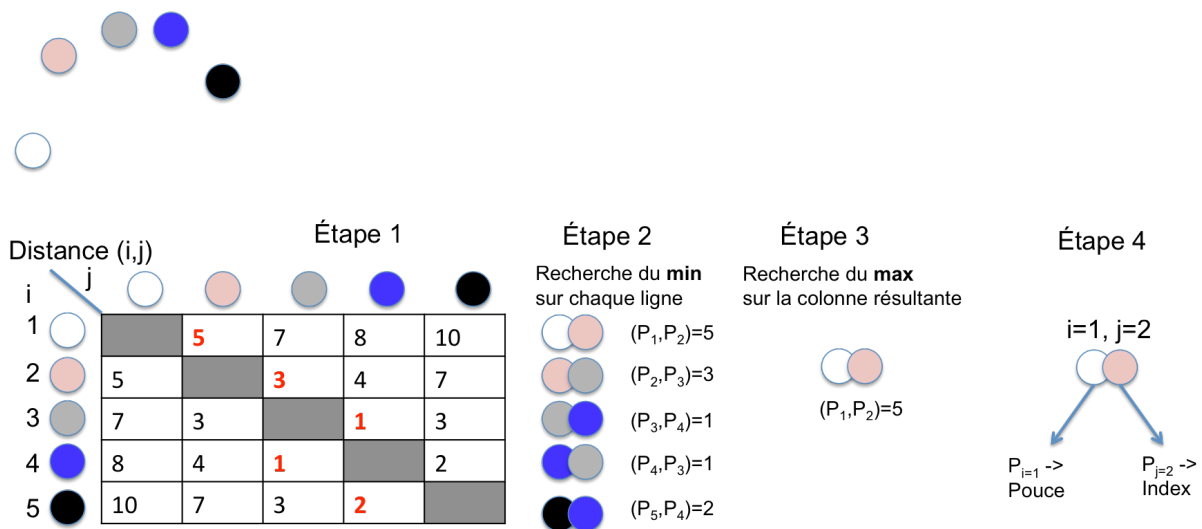 Étape 1
Distance (i,j)
j
i
1 5 7 8 10
2 5 3 4 7
3 7 3 1 3
4 8 4 1 2
5 10 7 3 2
Étape 2
Recherche du min
sur chaque ligne
(P1,P2)=5
(P2,P3)=3
(P3,P4)=1
(P4,P3)=1
(P5,P4)=2
Étape 3
Recherche du max
sur la colonne résultante
(P1,P2)=5
Étape 4
i=1, j=2
Pi=1 ->
Pouce
Pj=2 ->
Index